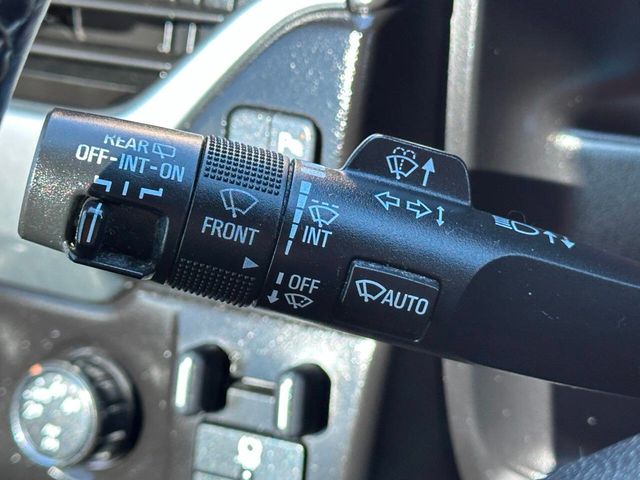 REAR
OFF-INT-ON
FRONT
INT
OFF
AUTO